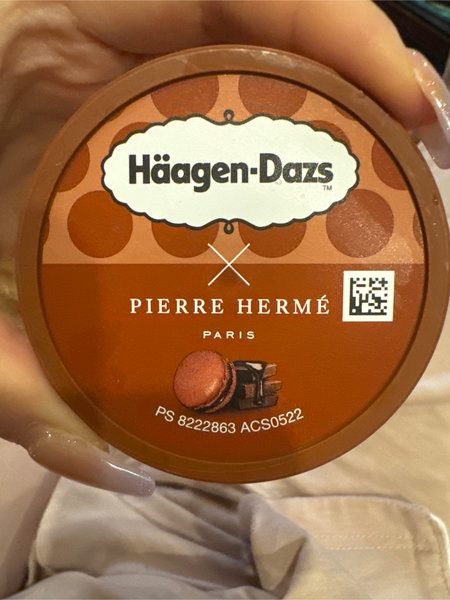 Häagen-Dazs
TM
PIERRE HERMÉ
PARIS
PS 8222863 ACS0522